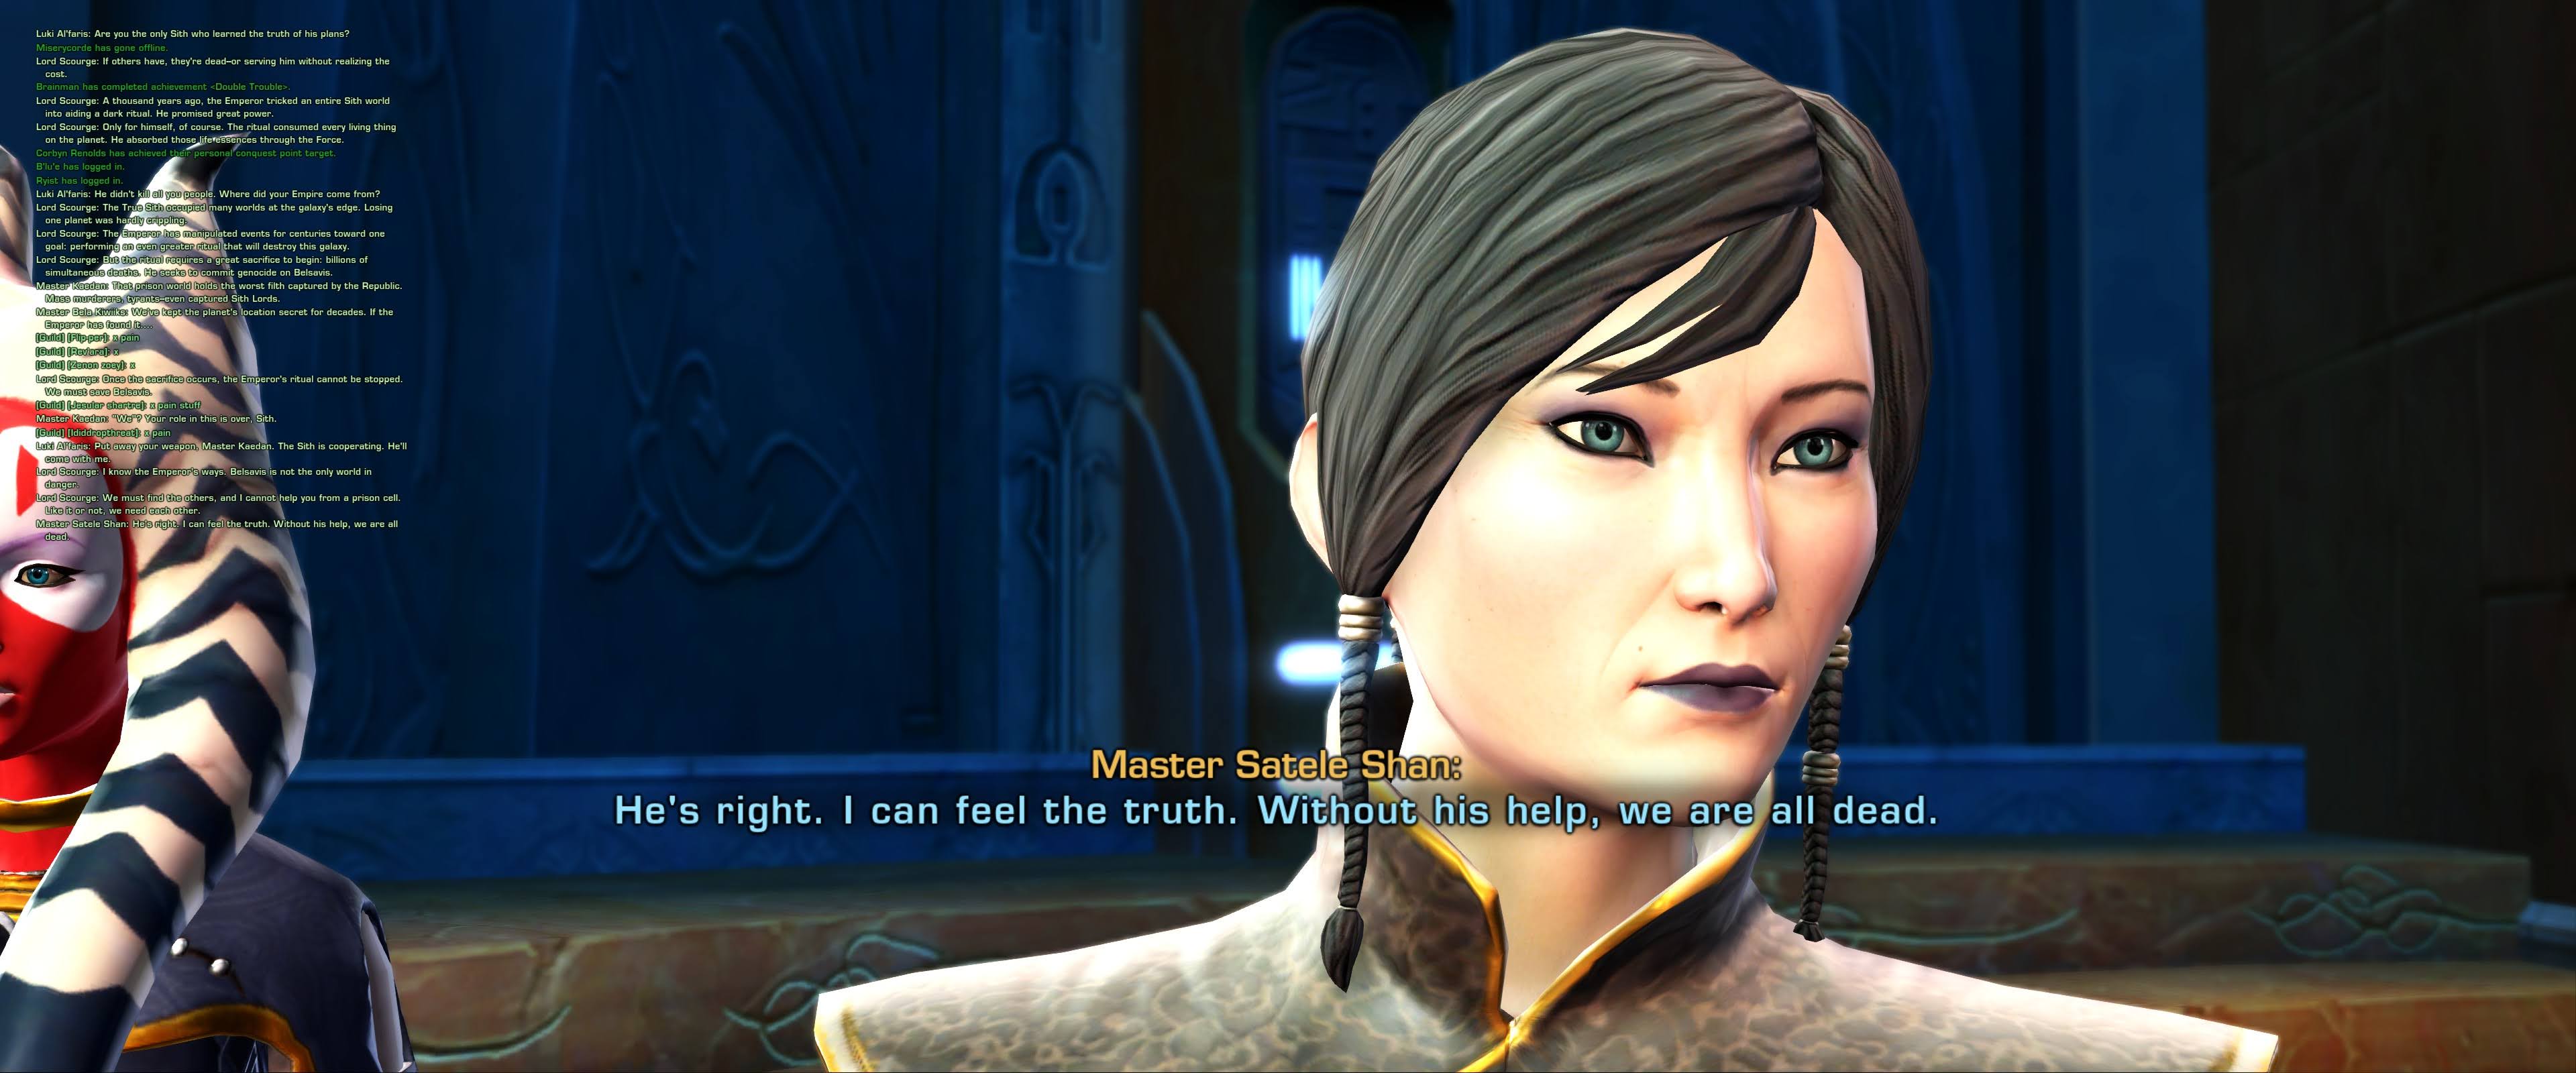 Luki Al'faris: Are you the only Sith who learned the truth of his plans?
Miserycorde has gone offline.
Lord Scourge: If others have, they're dead—or serving him without realizing the
cost.
Brainman has completed achievement <Double Trouble>.
Lord Scourge: A thousand years ago, the Emperor tricked an entire Sith world
into aiding a dark ritual. He promised great power.
Lord Scourge: Only for himself, of course. The ritual consumed every living thing
on the planet. He absorbed those life essences through the Force.
Corbyn Renolds has achieved their personal conquest point target.
B'lu'e has logged in.
Ryist has logged in.
Luki Al'faris: He didn't kill all you people. Where did your Empire come from?
Lord Scourge: The True Sith occupied many worlds at the galaxy's edge. Losing
one planet was hardly crippling.
Lord Scourge: The Emperor has manipulated events for centuries toward one
goal: performing an even greater ritual that will destroy this galaxy.
Lord Scourge: But the ritual requires a great sacrifice to begin: billions of
simultaneous deaths. He seeks to commit genocide on Belsavis.
Master Kaedan: That prison world holds the worst filth captured by the Republic.
Mass murderers, tyrants—even captured Sith Lords.
Master Bela Kiwiiks: We've kept the planet's location secret for decades. If the
Emperor has found it....
[Guild] [Flip-per]: x pain
[Guild] [Reviara]: x
[Guild] [Zenon zoey]: x
Lord Scourge: Once the sacrifice occurs, the Emperor's ritual cannot be stopped.
We must save Belsavis.
[Guild] [Jesular shartre]: x pain stuff
Master Kaedan: "We"? Your role in this is over, Sith.
[Guild] [Ididdropthreat]: x pain
Luki Al'faris: Put away your weapon, Master Kaedan. The Sith is cooperating. He'll
come with me.
Lord Scourge: I know the Emperor's ways. Belsavis is not the only world in
danger.
Lord Scourge: We must find the others, and I cannot help you from a prison cell.
Like it or not, we need each other.
Master Satele Shan: He's right. I can feel the truth. Without his help, we are all
dead.
Master Satele Shan:
He's right. I can feel the truth. Without his help, we are all dead.